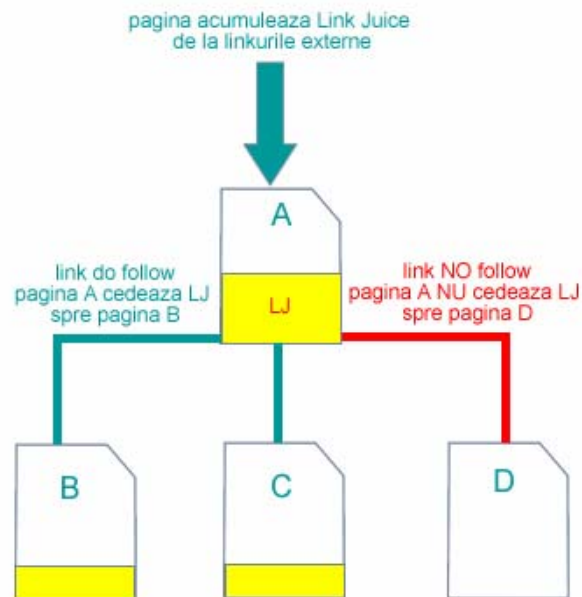 pagina acumuleaza Link Juice
de la linkurile externe
A
link do follow
pagina A cedeaza LJ
spre pagina B
LJ
link NO follow
pagina A NU cedeaza LJ
spre pagina D
B
C
D